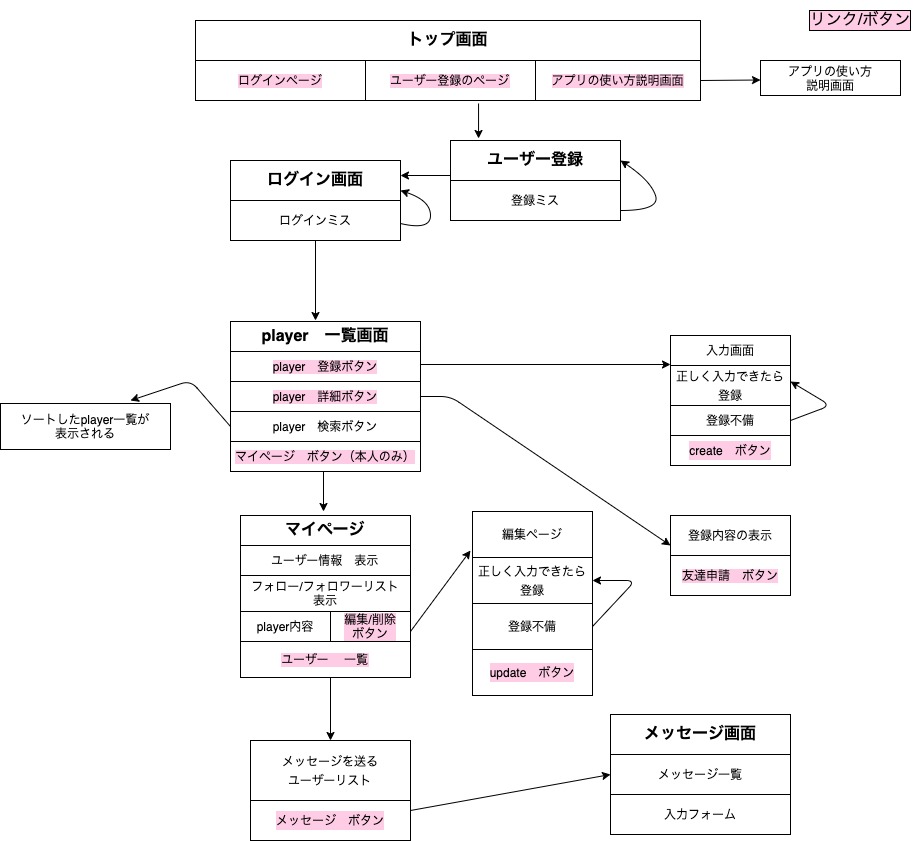 リンク/ボタン
トップ画面
ログインページ
ユーザー登録のページ
アプリの使い方説明画面
アプリの使い方
説明画面
ユーザー登録
登録ミス
ログイン画面
ログインミス
player　一覧画面
player　登録ボタン
player　詳細ボタン
player　検索ボタン
マイページ　ボタン（本人のみ）
ソートしたplayer一覧が
表示される
入力画面
正しく入力できたら
登録
登録不備
create　ボタン
マイページ
ユーザー情報　表示
フォロー/フォロワーリスト
表示
player内容
編集/削除
ボタン
ユーザー　一覧
編集ページ
正しく入力できたら
登録
登録不備
update　ボタン
登録内容の表示
友達申請　ボタン
メッセージを送る
ユーザーリスト
メッセージ　ボタン
メッセージ画面
メッセージ一覧
入力フォーム